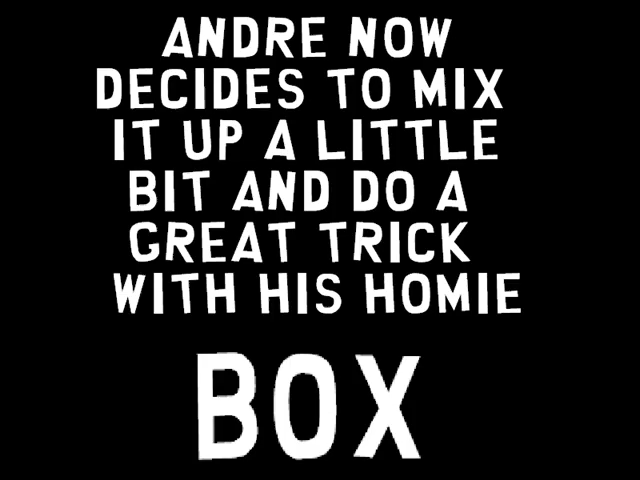 ANDRE NOW
DECIDES TO MIX
IT UP A LITTLE
BIT AND DO A
GREAT TRICK
WITH HIS HOMIE
BOX